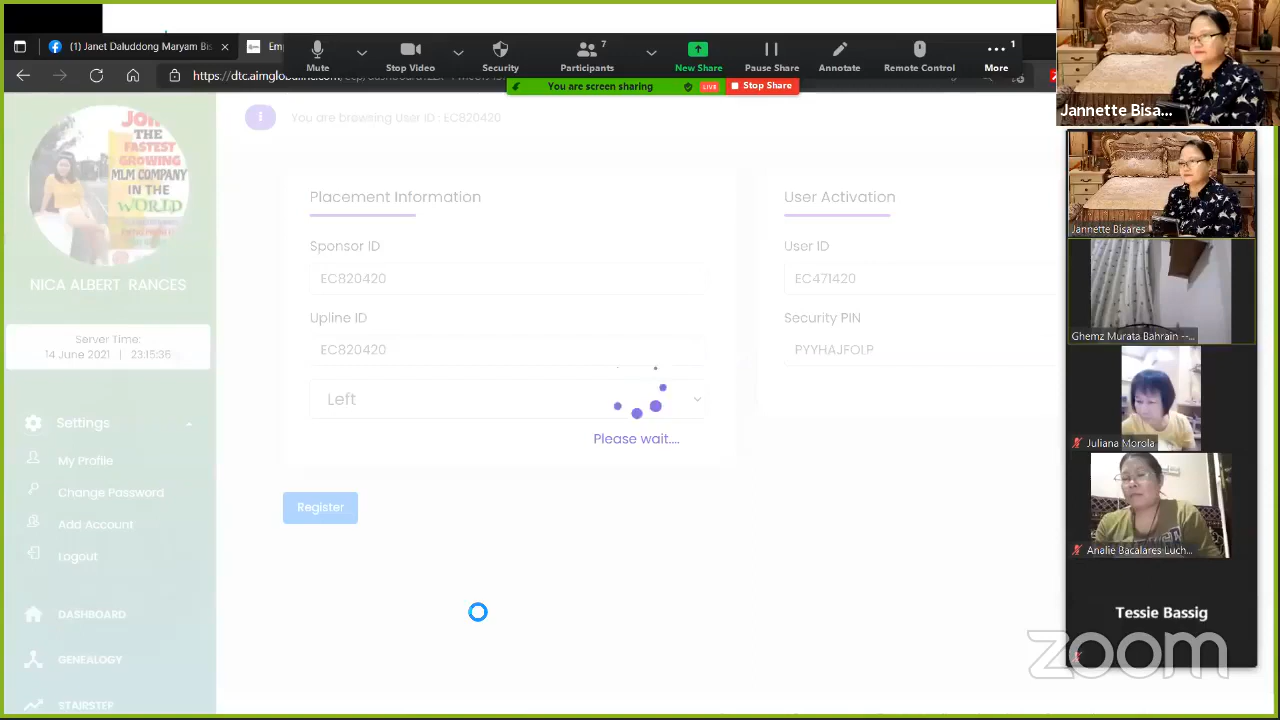 (1) Janet Daluddong Maryam Bis
Em
Mute
Stop Video
Security
7
Participants
New Share
Pause Share
Annotate
Remote Control
1
More
You are screen sharing
LIVE
Stop Share
Jannette Bisa...
JOIN
THE
FASTEST
GROWING
MLM COMPANY
IN THE
WORLD
NICA ALBERT RANCES
Server Time:
14 June 2021 | 23:15:36
Settings
My Profile
Change Password
Add Account
Logout
DASHBOARD
GENEALOGY
STAIRSTEP
You are browsing User ID : EC820420
Placement Information
Sponsor ID
EC820420
Upline ID
EC820420
Left
Please wait....
Register
User Activation
User ID
EC471420
Security PIN
PYYHAJFOLP
Jannette Bisares
Ghemz Murata Bahrain --...
Juliana Morola
Analie Bacalares Luch...
Tessie Bassig
zoom